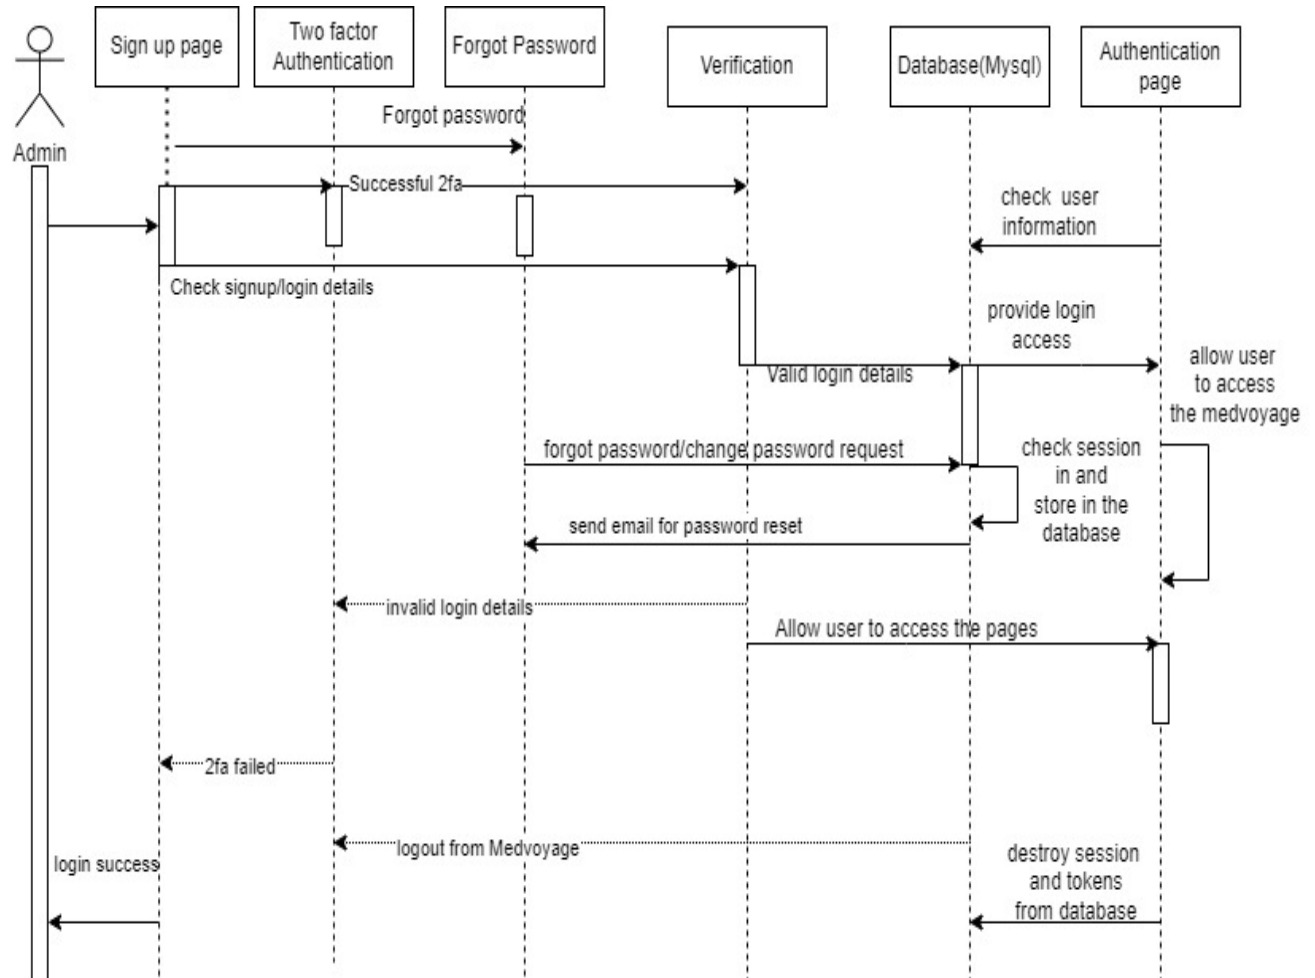 Sign up page
Two factor
Authentication
Forgot Password
Verification
Database(Mysql)
Authentication
page
Admin
Forgot password
Successful 2fa
check user
information
Check signup/login details
provide login
access
Valid login details
allow user
to access
the medvoyage
forgot password/change password request
check session
in and
store in the
database
send email for password reset
invalid login details
Allow user to access the pages
2fa failed
logout from Medvoyage
login success
destroy session
and tokens
from database